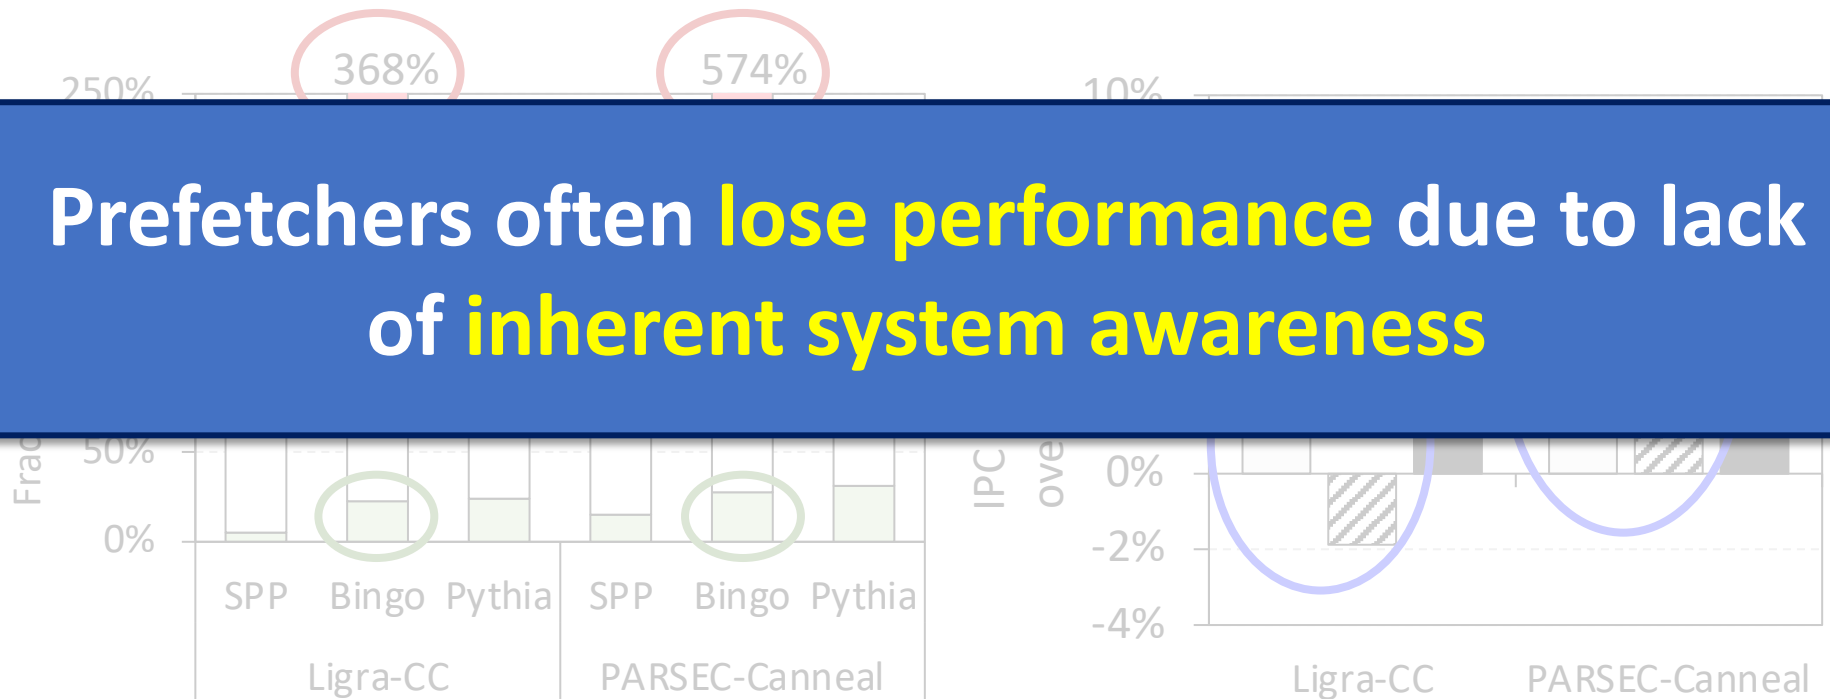 368%
574%
250%
10%
Prefetchers often lose performance due to lack
of inherent system awareness
50%
0%
0%
-2%
-4%
IPC
SPP Bingo Pythia SPP Bingo Pythia
Ligra-CC PARSEC-Canneal
Ligra-CC PARSEC-Canneal